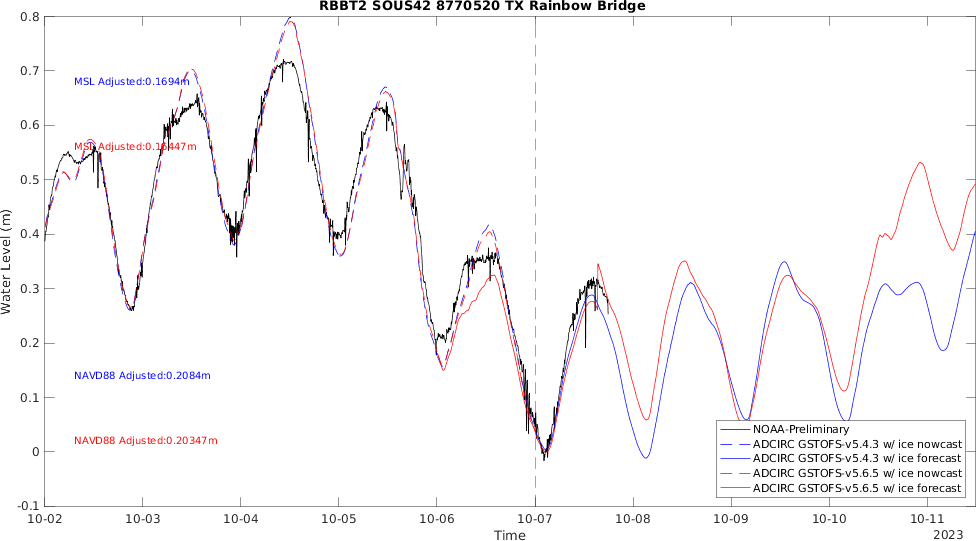 RBBT2 SOUS42 8770520 TX Rainbow Bridge
0.8
0.7
MSL Adjusted:0.1694m
0.6
MSL Adjusted:0.16447m
0.5
0.4
Water Level (m)
0.3
0.2
NAVD88 Adjusted:0.2084m
0.1
NAVD88 Adjusted:0.20347m
0
-0.1
NOAA-Preliminary
ADCIRC GSTOFS-v5.4.3 w/ ice nowcast
ADCIRC GSTOFS-v5.4.3 w/ ice forecast
ADCIRC GSTOFS-v5.6.5 w/ ice nowcast
ADCIRC GSTOFS-v5.6.5 w/ ice forecast
10-02 10-03 10-04 10-05 10-06 10-07 10-08 10-09 10-10 10-11
Time
2023